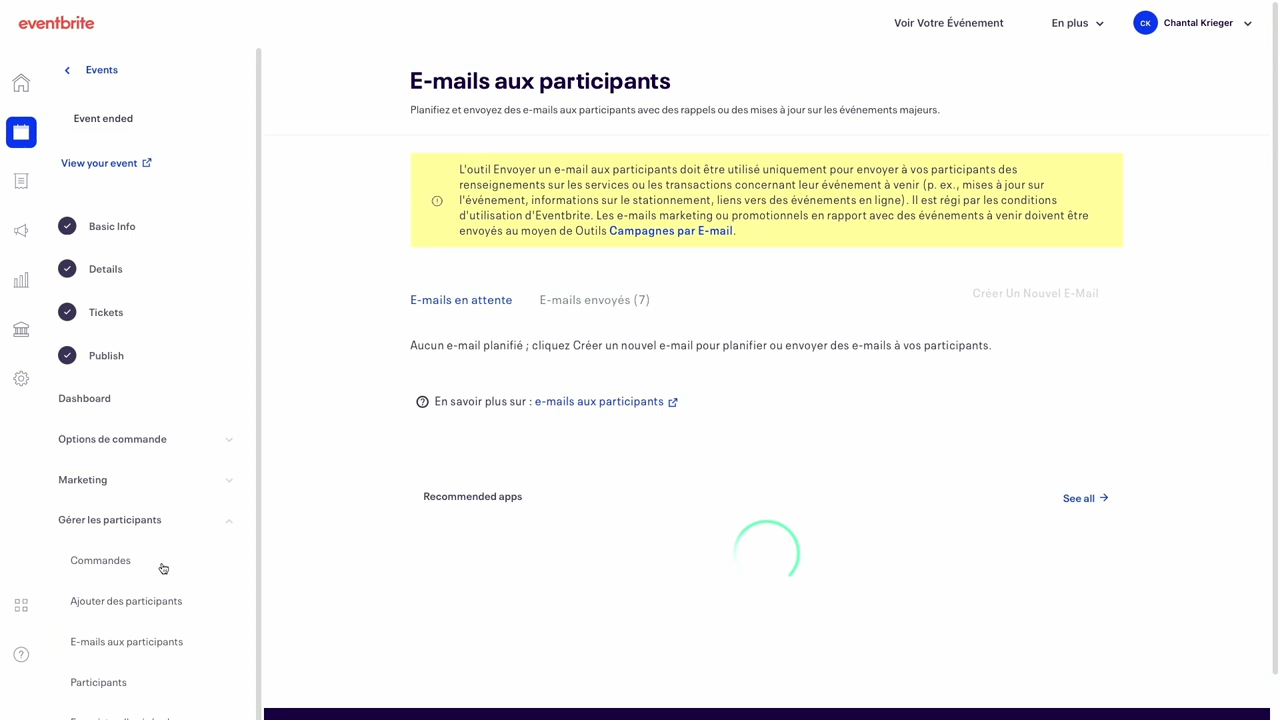 eventbrite
Voir Votre Événement
En plus
CK
Chantal Krieger
Events
Event ended
View your event
Basic Info
Details
Tickets
Publish
Dashboard
Options de commande
Marketing
Gérer les participants
Commandes
Ajouter des participants
E-mails aux participants
Participants
E-mails aux participants
Planifiez et envoyez des e-mails aux participants avec des rappels ou des mises à jour sur les événements majeurs.
L'outil Envoyer un e-mail aux participants doit être utilisé uniquement pour envoyer à vos participants des
renseignements sur les services ou les transactions concernant leur événement à venir (p. ex., mises à jour sur
l'événement, informations sur le stationnement, liens vers des événements en ligne). Il est régi par les conditions
d'utilisation d'Eventbrite. Les e-mails marketing ou promotionnels en rapport avec des événements à venir doivent être
envoyés au moyen de Outils Campagnes par E-mail.
E-mails en attente
E-mails envoyés (7)
Créer Un Nouvel E-Mail
Aucun e-mail planifié ; cliquez Créer un nouvel e-mail pour planifier ou envoyer des e-mails à vos participants.
En savoir plus sur : e-mails aux participants
Recommended apps
See all